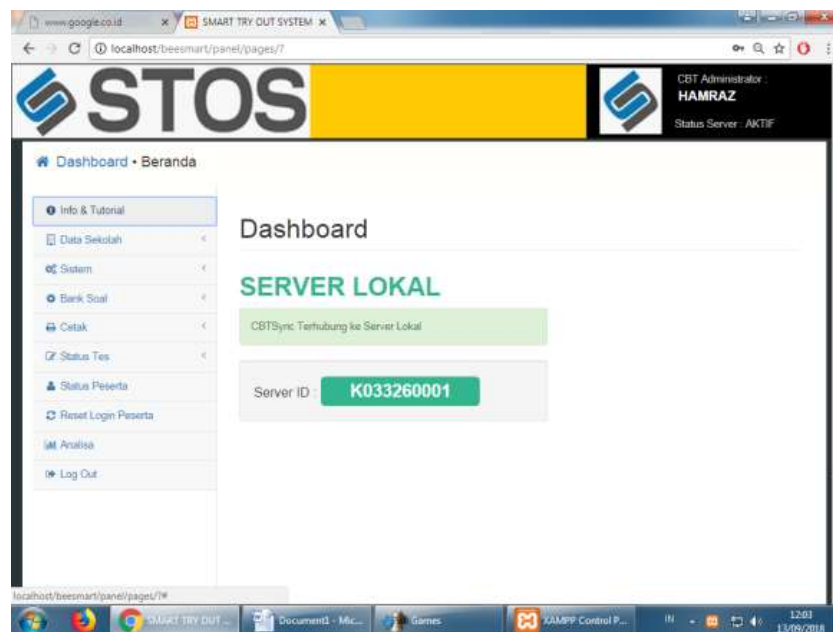 www.google.co.id
SMART TRY OUT SYSTEM
localhost/beesmart/panel/pages/?
STOS
CBT Administrator :
HAMRAZ
Status Server : AKTIF
Dashboard • Beranda
Info & Tutorial
Data Sekolah
Sistem
Bank Soal
Cetak
Status Tes
Status Peserta
Reset Login Peserta
Analisa
Log Out
Dashboard
SERVER LOKAL
CBTSync Terhubung ke Server Lokal
Server ID : K033260001
localhost/beesmart/panel/pages/?#
SMART TRY OUT ...
Document1 - Mic...
Games
XAMPP Control P...
IN
12:03
13/09/2018